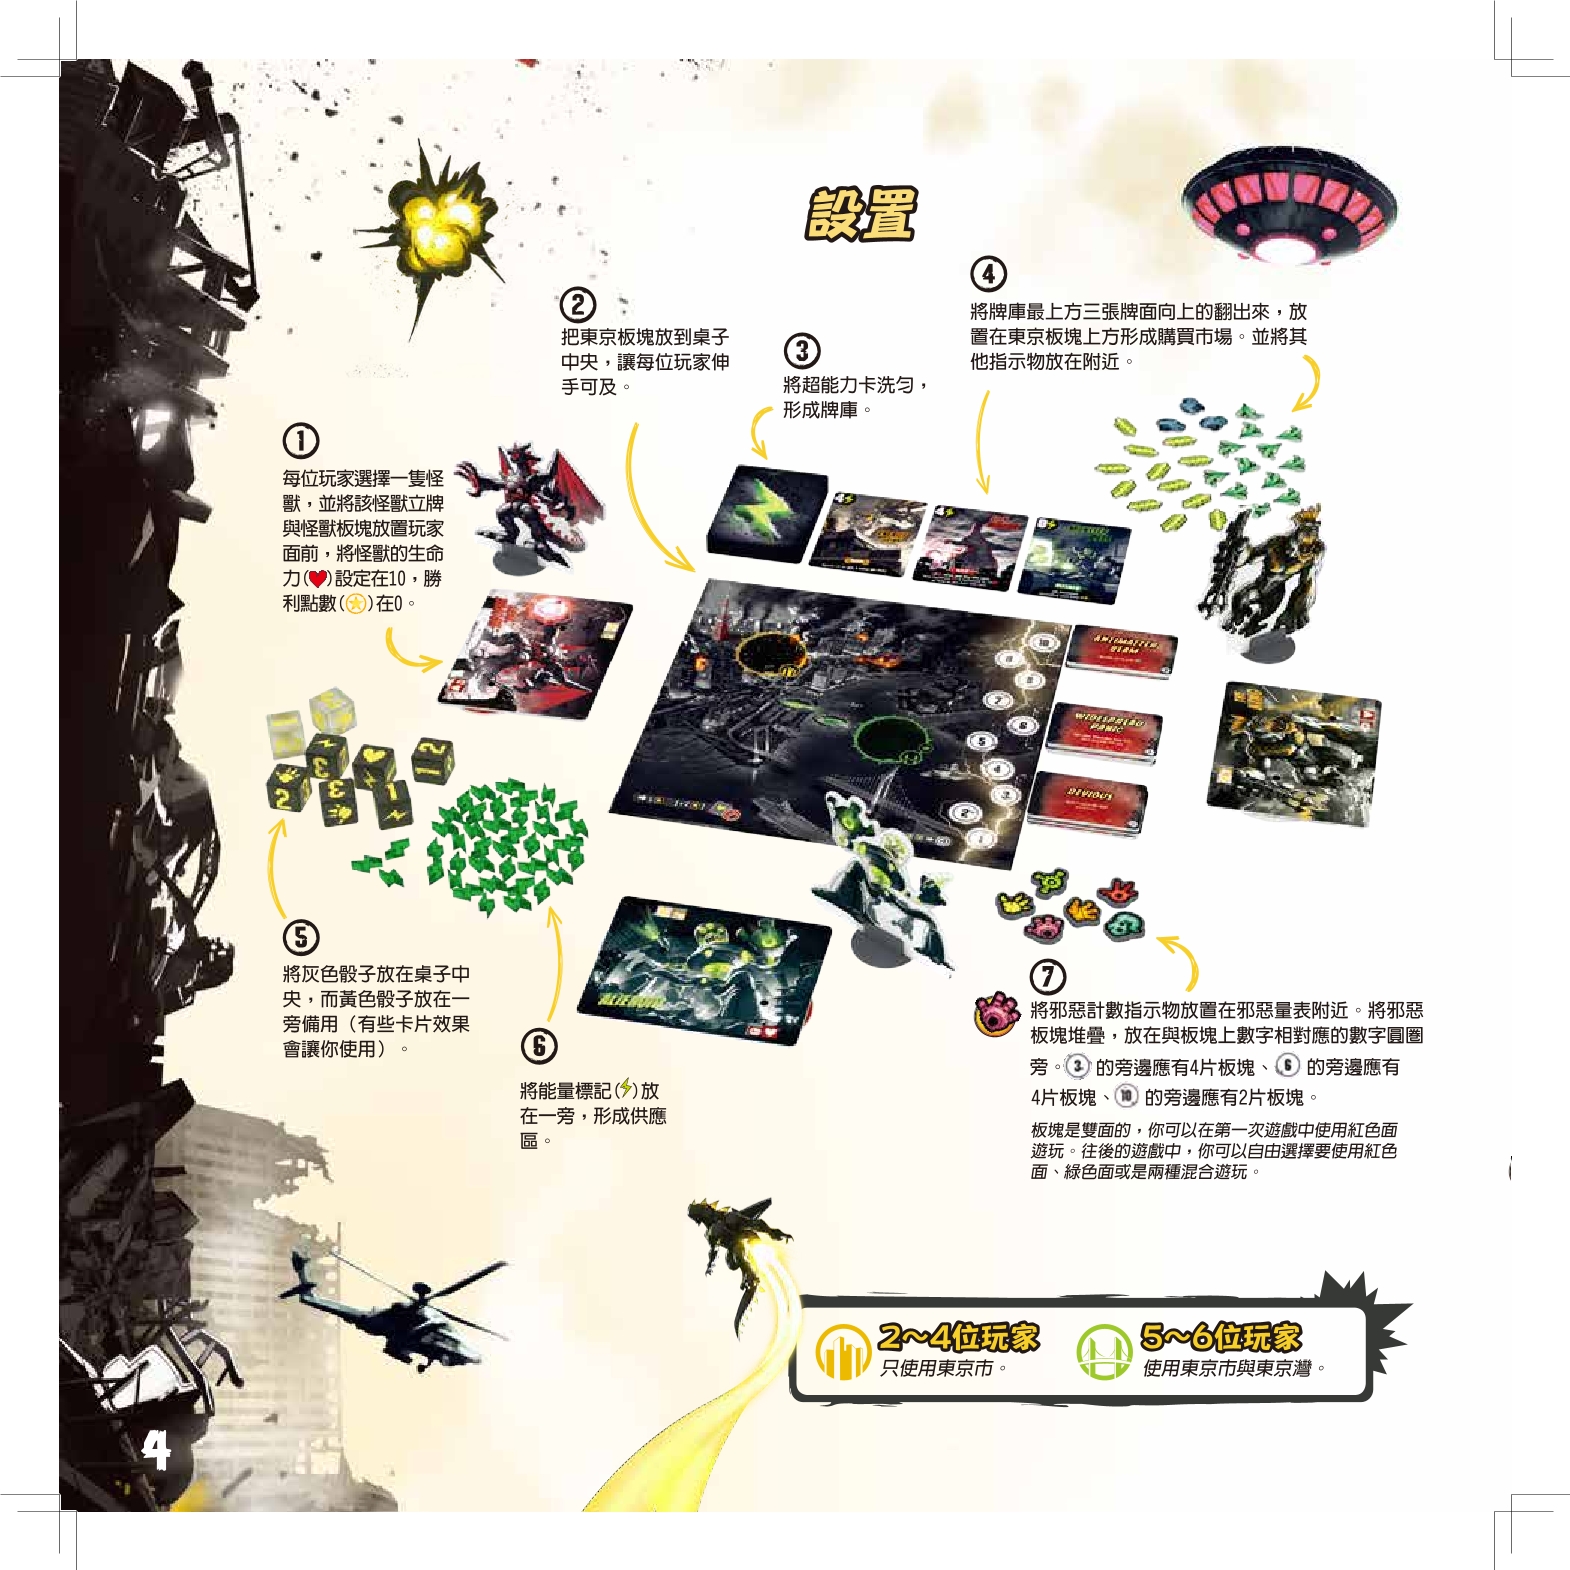 設置
1
每位玩家選擇一隻怪
獸，並將該怪獸立牌
與怪獸板塊放置玩家
面前，將怪獸的生命
力(♥)設定在10，勝
利點數(★)在0。
2
把東京板塊放到桌子
中央，讓每位玩家伸
手可及。
3
將超能力卡洗勻，
形成牌庫。
4
將牌庫最上方三張牌面向上的翻出來，放
置在東京板塊上方形成購買市場。並將其
他指示物放在附近。
ALIENOID
WIDESPREAD
PANIC
DEVIOUS
10
9
8
7
6
5
4
3
2
1
5
將灰色骰子放在桌子中
央，而黃色骰子放在一
旁備用（有些卡片效果
會讓你使用）。
6
將能量標記(⚡)放
在一旁，形成供應
區。
7
將邪惡計數指示物放置在邪惡量表附近。將邪惡
板塊堆疊，放在與板塊上數字相對應的數字圓圈
旁。3 的旁邊應有4片板塊、6 的旁邊應有
4片板塊、10 的旁邊應有2片板塊。
板塊是雙面的，你可以在第一次遊戲中使用紅色面
遊玩。往後的遊戲中，你可以自由選擇要使用紅色
面、綠色面或是兩種混合遊玩。
2～4位玩家
只使用東京市。
5～6位玩家
使用東京市與東京灣。
4